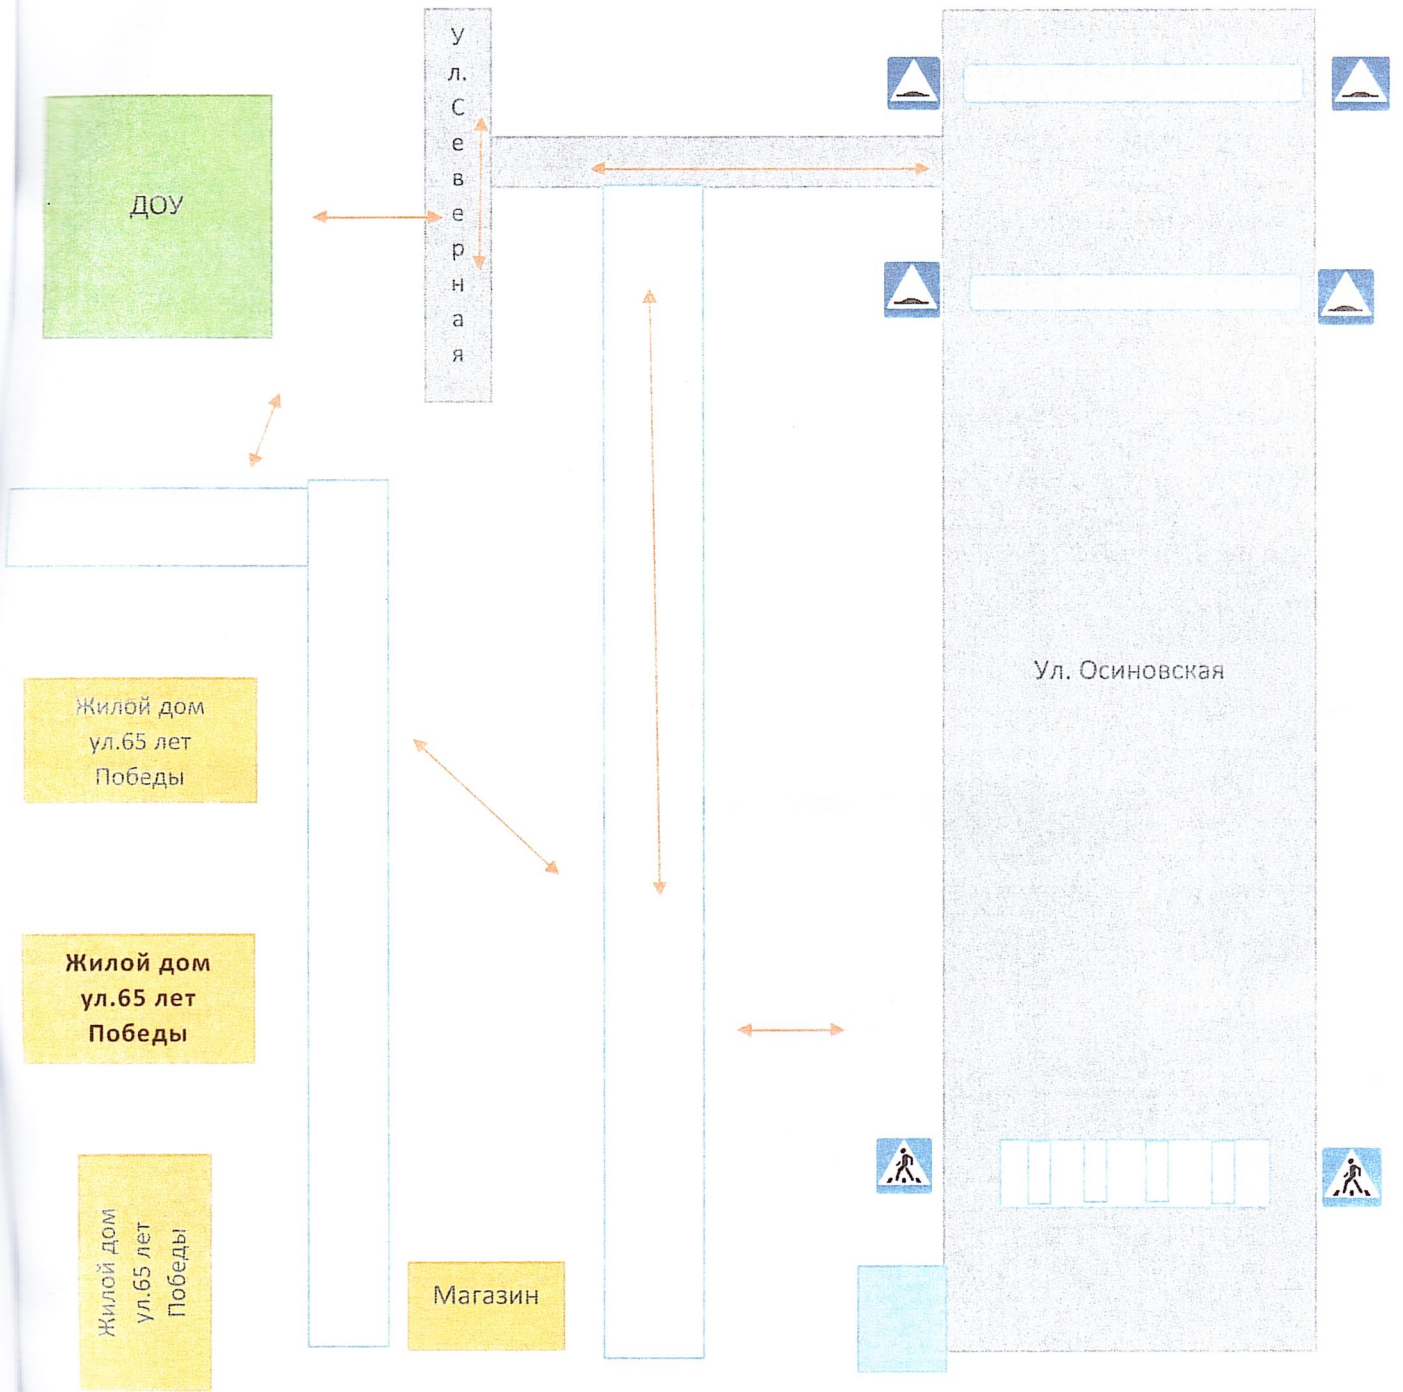 Ул. Северная
ДОУ
Ул. Осиновская
Жилой дом
ул.65 лет
Победы
Жилой дом
ул.65 лет
Победы
Жилой дом
ул.65 лет
Победы
Магазин